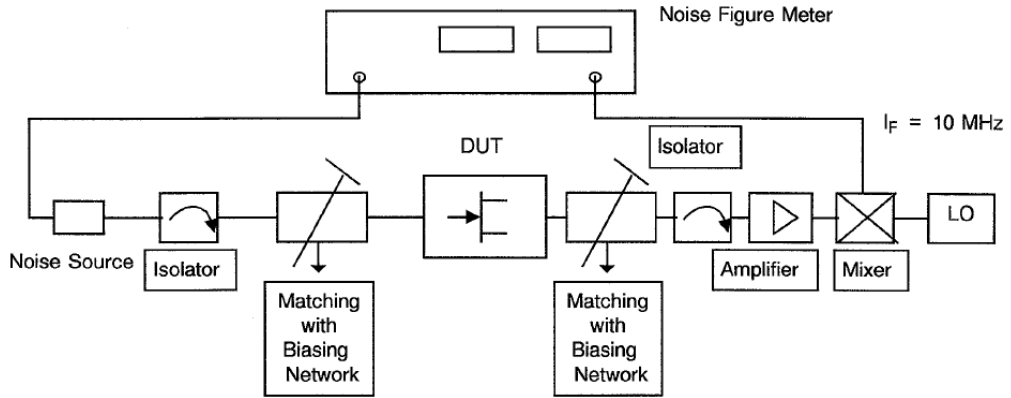 Noise Figure Meter
I_F = 10 MHz
Isolator
DUT
LO
Noise Source
Isolator
Amplifier
Mixer
Matching
with
Biasing
Network
Matching
with
Biasing
Network